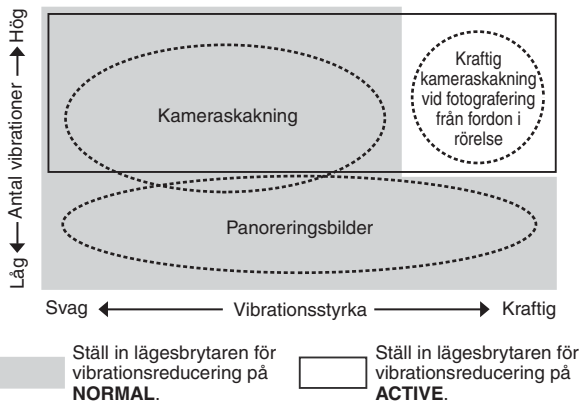 Hög
Antal vibrationer
Låg
Kameraskakning
Kraftig
kameraskakning
vid fotografering
från fordon i
rörelse
Panoreringsbilder
Svag
Vibrationsstyrka
Kraftig
Ställ in lägesbrytaren för
vibrationsreducering på
NORMAL.
Ställ in lägesbrytaren för
vibrationsreducering på
ACTIVE.